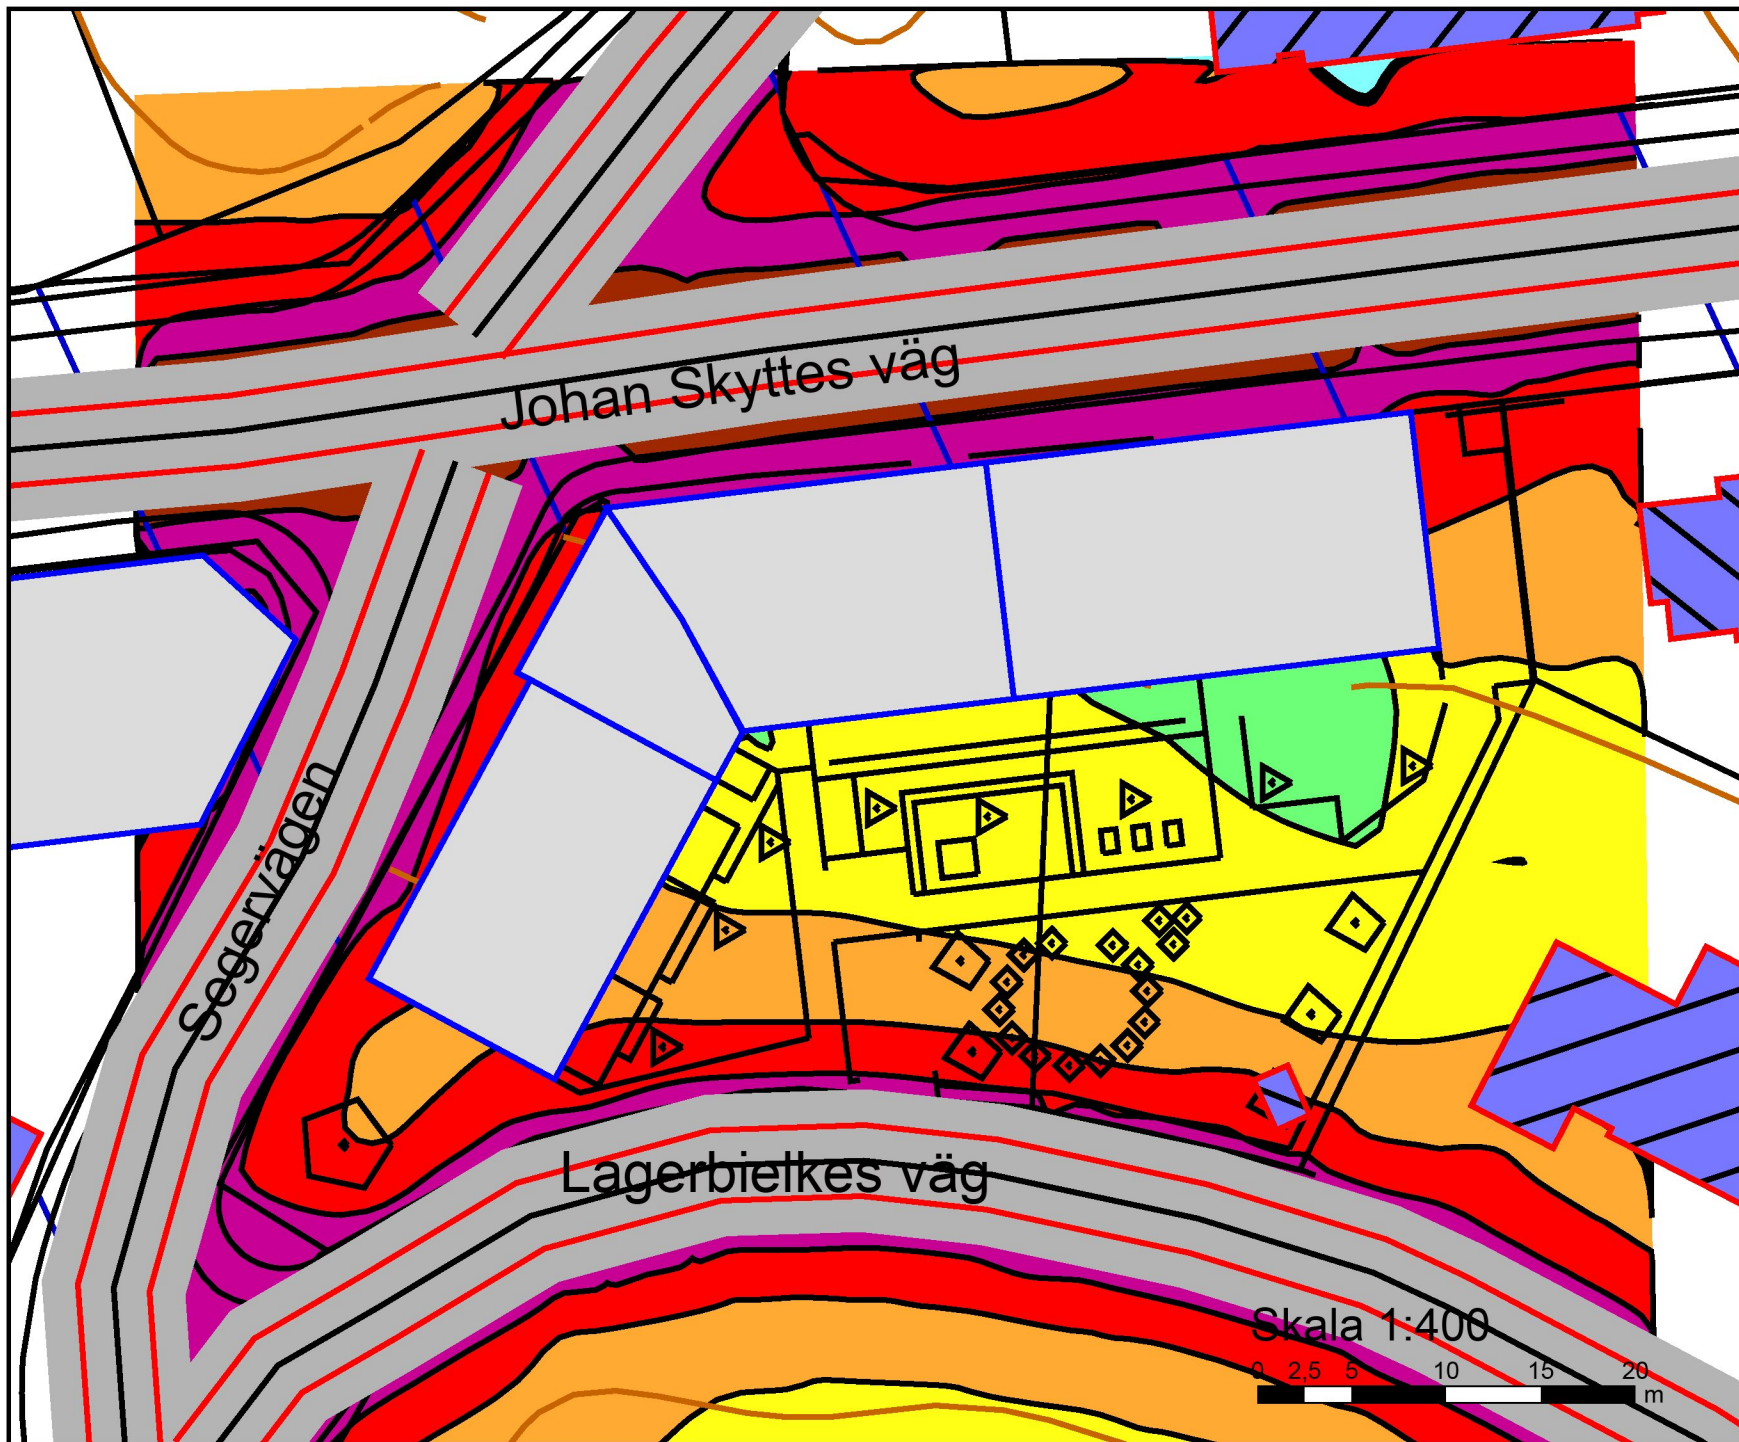 Johan Skyttes väg
Segervägen
Lagerbielkes väg
Skala 1:400
0 2,5 5 10 15 20
m